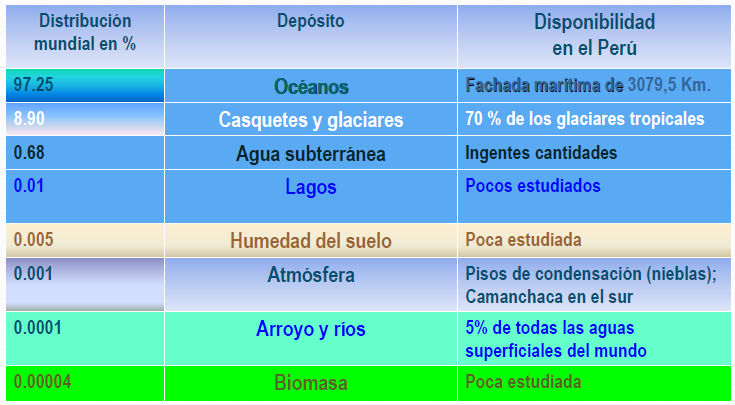 Distribución
mundial en %
Depósito
Disponibilidad
en el Perú
97.25
Océanos
Fachada marítima de 3079,5 Km.
8.90
Casquetes y glaciares
70 % de los glaciares tropicales
0.68
Agua subterránea
Ingentes cantidades
0.01
Lagos
Pocos estudiados
0.005
Humedad del suelo
Poca estudiada
0.001
Atmósfera
Pisos de condensación (nieblas);
Camanchaca en el sur
0.0001
Arroyo y ríos
5% de todas las aguas
superficiales del mundo
0.00004
Biomasa
Poca estudiada